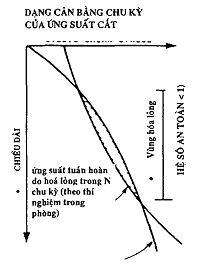 DẠNG CÂN BẰNG CHU KỲ
CỦA ỨNG SUẤT CẮT
CHIỀU DÀI
ứng suất tuần hoàn
do hoá lỏng trong N
chu kỳ (theo thí
nghiệm trong
phòng)
Vùng hóa lỏng
HỆ SỐ AN TOÀN < 1)